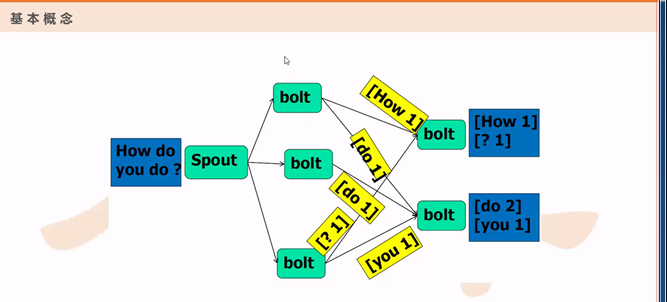 基本概念
How do
you do ?
Spout
bolt
bolt
bolt
[How 1]
[do 1]
[do 1]
[? 1]
[you 1]
bolt
[How 1]
[? 1]
bolt
[do 2]
[you 1]